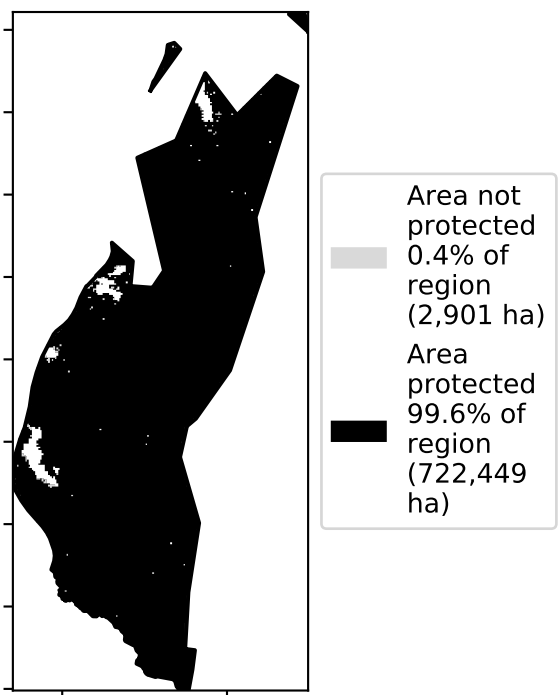 Area not
protected
0.4% of
region
(2,901 ha)
Area
protected
99.6% of
region
(722,449
ha)